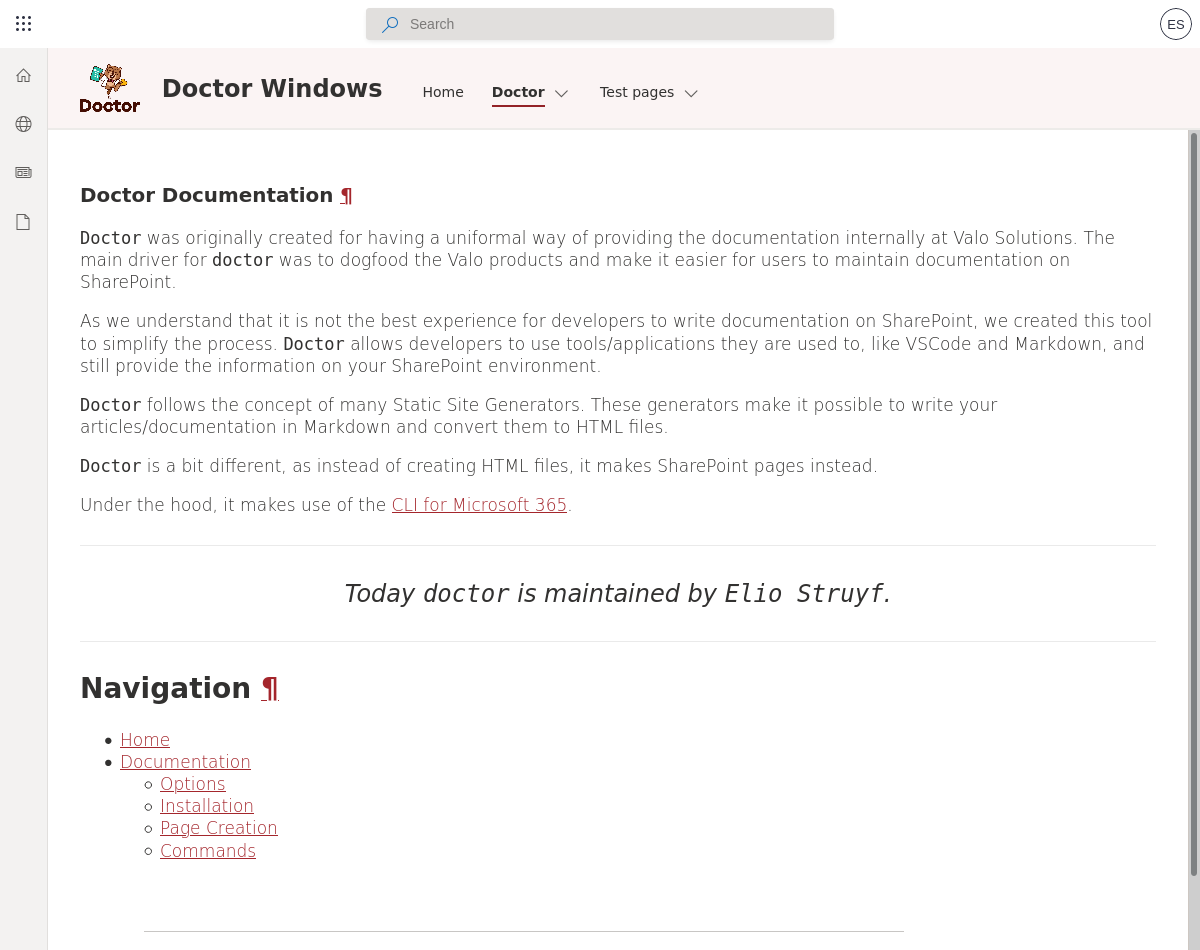 Search
ES
Doctor
Doctor Windows
Home
Doctor
Test pages
Doctor Documentation ¶
Doctor was originally created for having a uniformal way of providing the documentation internally at Valo Solutions. The
main driver for doctor was to dogfood the Valo products and make it easier for users to maintain documentation on
SharePoint.
As we understand that it is not the best experience for developers to write documentation on SharePoint, we created this tool
to simplify the process. Doctor allows developers to use tools/applications they are used to, like VSCode and Markdown, and
still provide the information on your SharePoint environment.
Doctor follows the concept of many Static Site Generators. These generators make it possible to write your
articles/documentation in Markdown and convert them to HTML files.
Doctor is a bit different, as instead of creating HTML files, it makes SharePoint pages instead.
Under the hood, it makes use of the CLI for Microsoft 365.
Today doctor is maintained by Elio Struyf.
Navigation ¶
Home
Documentation
Options
Installation
Page Creation
Commands